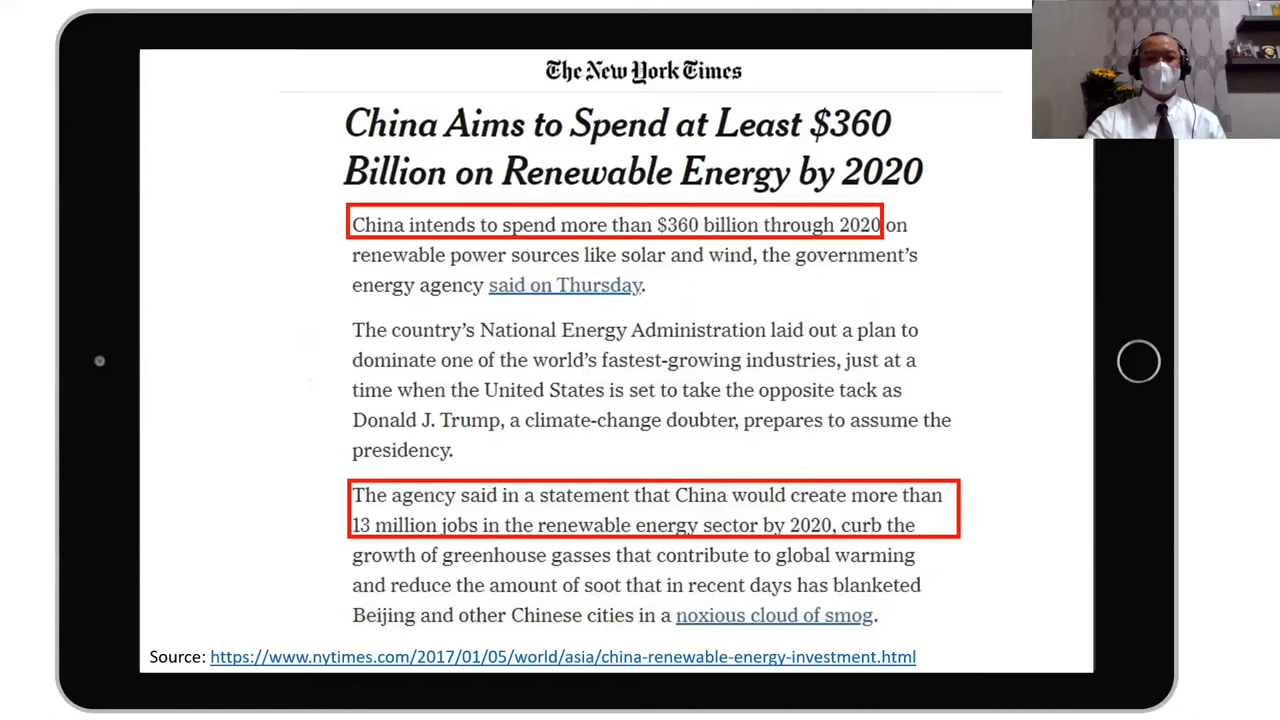 The New York Times
China Aims to Spend at Least $360
Billion on Renewable Energy by 2020
China intends to spend more than $360 billion through 2020 on
renewable power sources like solar and wind, the government’s
energy agency said on Thursday.
The country’s National Energy Administration laid out a plan to
dominate one of the world’s fastest-growing industries, just at a
time when the United States is set to take the opposite tack as
Donald J. Trump, a climate-change doubter, prepares to assume the
presidency.
The agency said in a statement that China would create more than
13 million jobs in the renewable energy sector by 2020, curb the
growth of greenhouse gasses that contribute to global warming
and reduce the amount of soot that in recent days has blanketed
Beijing and other Chinese cities in a noxious cloud of smog.
Source: https://www.nytimes.com/2017/01/05/world/asia/china-renewable-energy-investment.html